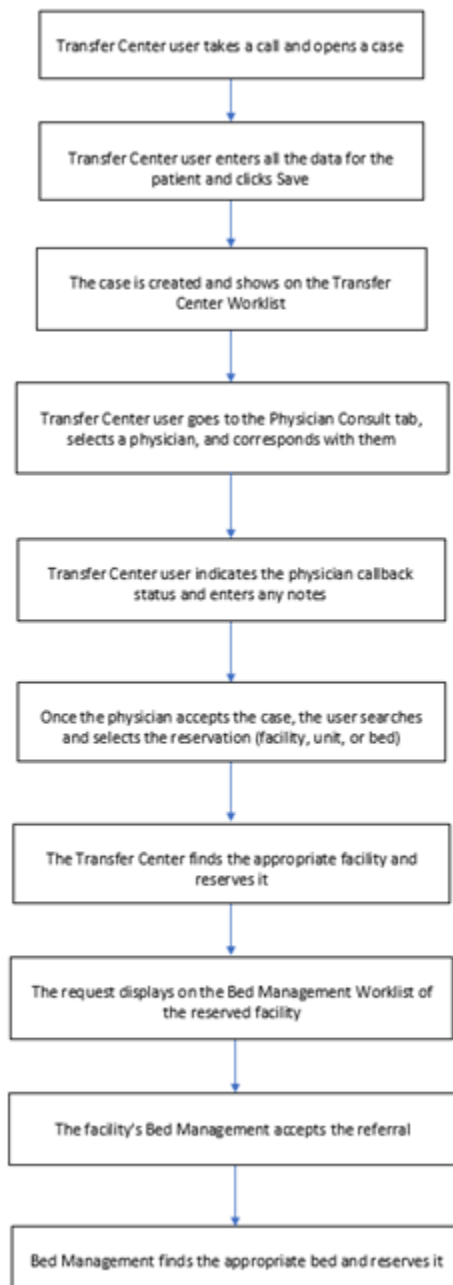 Transfer Center user takes a call and opens a case
Transfer Center user enters all the data for the
patient and clicks Save
The case is created and shows on the Transfer
Center Worklist
Transfer Center user goes to the Physician Consult tab,
selects a physician, and corresponds with them
Transfer Center user indicates the physician callback
status and enters any notes
Once the physician accepts the case, the user searches
and selects the reservation (facility, unit, or bed)
The Transfer Center finds the appropriate facility and
reserves it
The request displays on the Bed Management Worklist of
the reserved facility
The facility's Bed Management accepts the referral
Bed Management finds the appropriate bed and reserves it